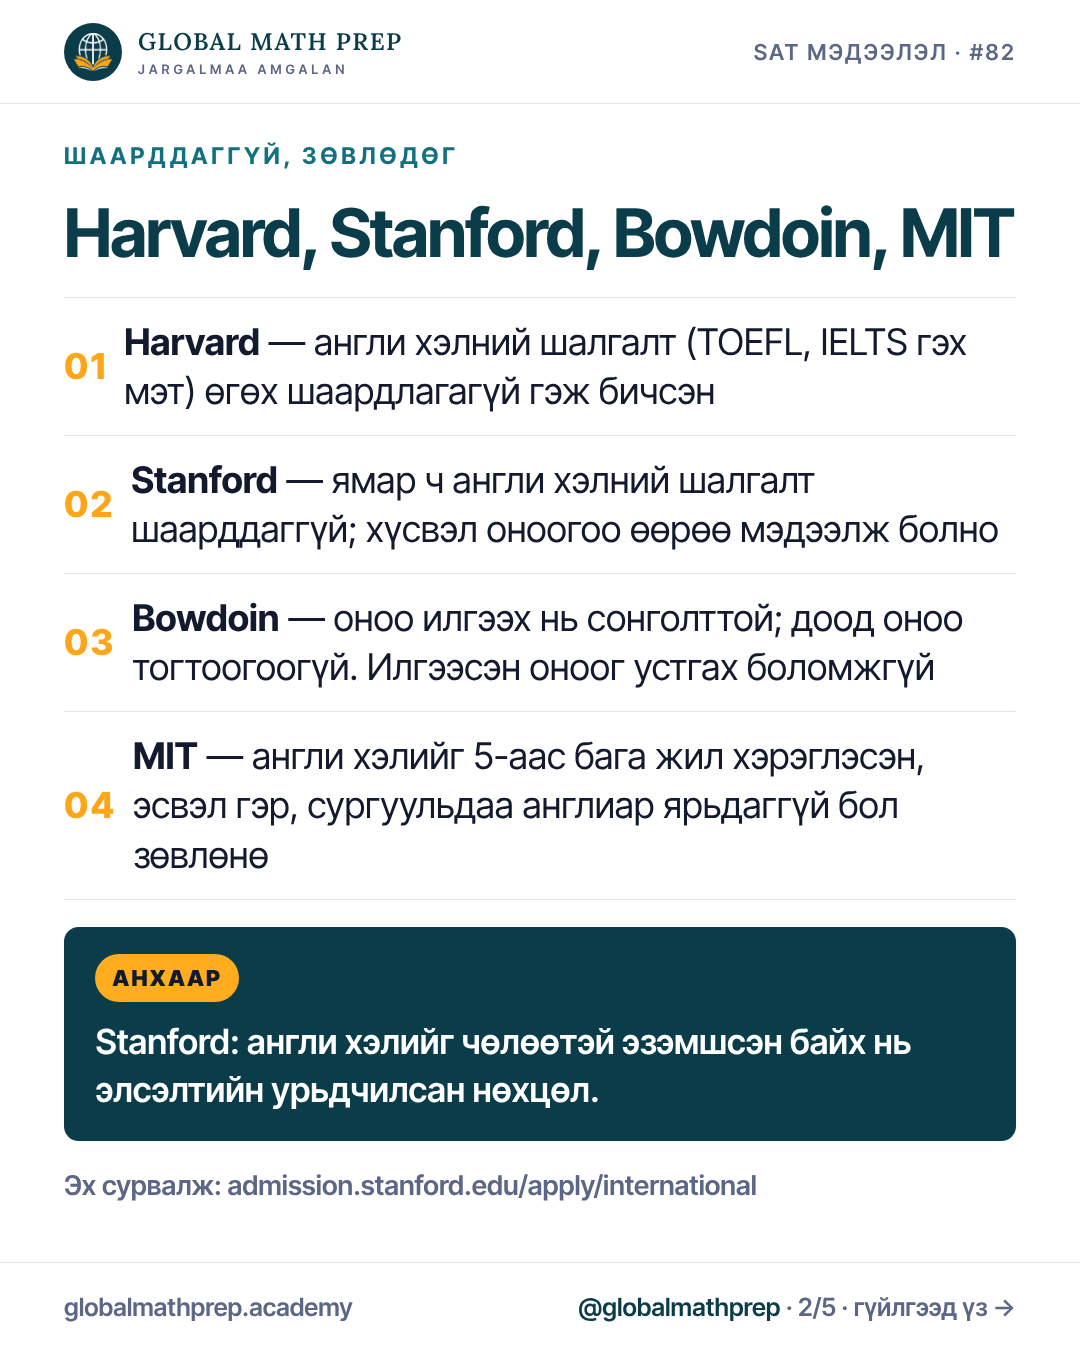 GLOBAL MATH PREP
JARGALMAA AMGALAN
SAT МЭДЭЭЛЭЛ · #82
ШААРДДАГГҮЙ, ЗӨВЛӨДӨГ
Harvard, Stanford, Bowdoin, MIT
01 Harvard — англи хэлний шалгалт (TOEFL, IELTS гэх
мэт) өгөх шаардлагагүй гэж бичсэн
02 Stanford — ямар ч англи хэлний шалгалт
шаарддаггүй; хүсвэл оноогоо өөрөө мэдээлж болно
03 Bowdoin — оноо илгээх нь сонголттой; доод оноо
тогтоогоогүй. Илгээсэн оноог устгах боломжгүй
04 MIT — англи хэлийг 5-аас бага жил хэрэглэсэн,
эсвэл гэр, сургуульдаа англиар ярьдаггүй бол
зөвлөнө
АНХААР
Stanford: англи хэлийг чөлөөтэй эзэмшсэн байх нь
элсэлтийн урьдчилсан нөхцөл.
Эх сурвалж: admission.stanford.edu/apply/international
globalmathprep.academy
@globalmathprep · 2/5 · гүйлгээд үз →